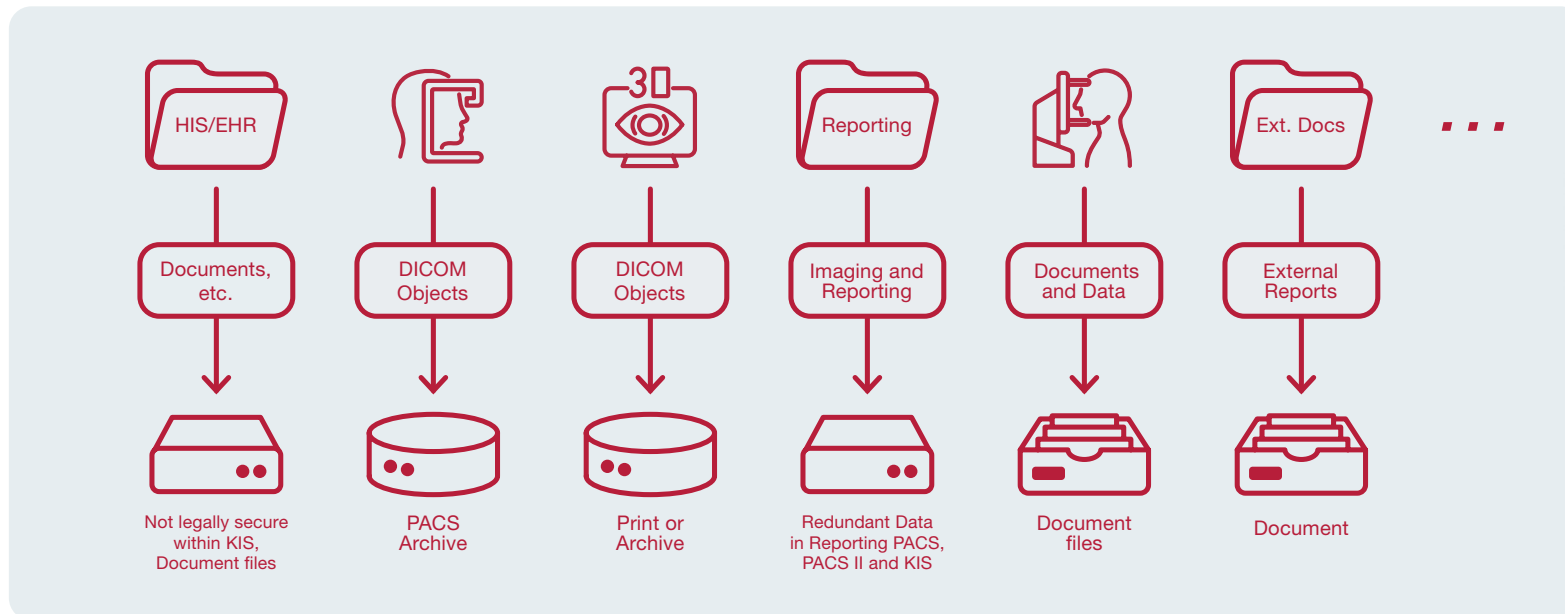 HIS/EHR
3D
Reporting
Ext. Docs
...
Documents,
etc.
DICOM
Objects
DICOM
Objects
Imaging and
Reporting
Documents
and Data
External
Reports
Not legally secure
within KIS,
Document files
PACS
Archive
Print or
Archive
Redundant Data
in Reporting PACS,
PACS II and KIS
Document
files
Document